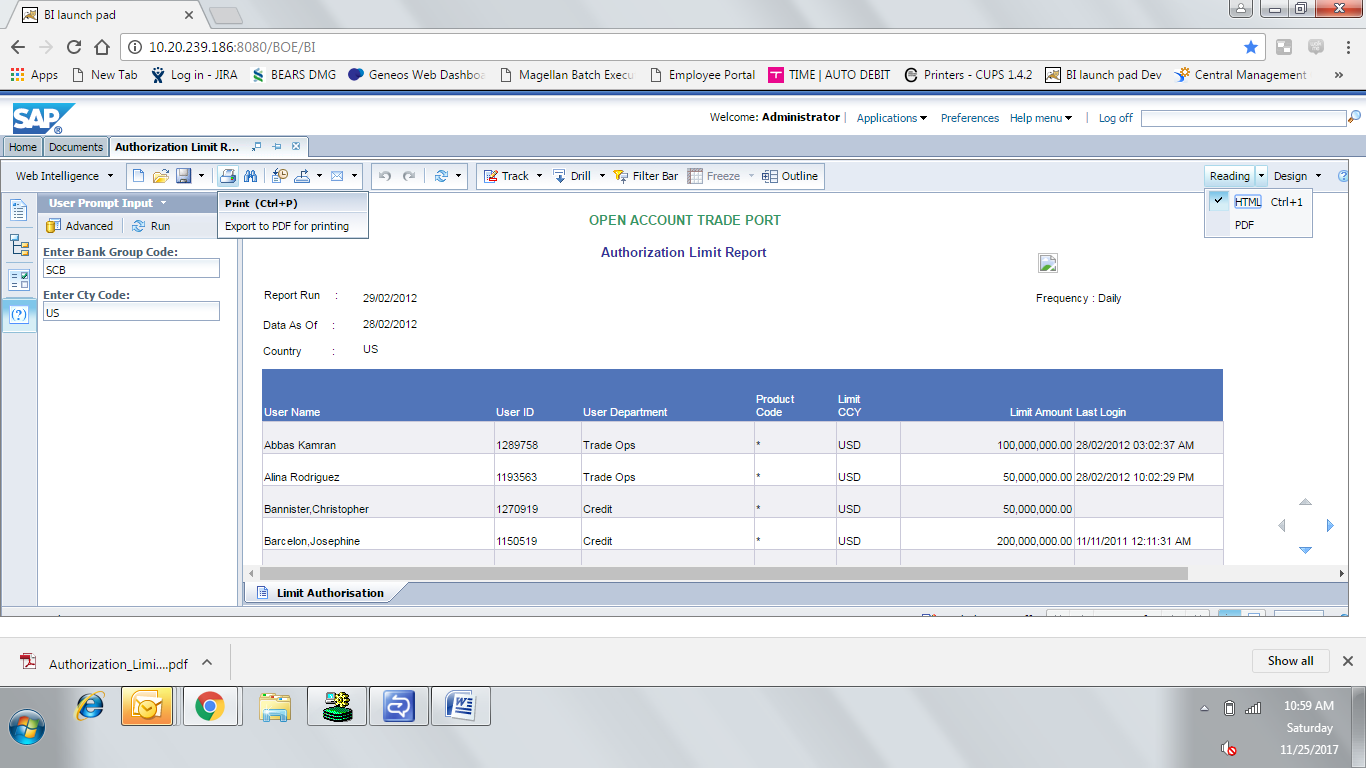 BI launch pad
10.20.239.186:8080/BOE/BI
Apps New Tab Log in - JIRA BEARS DMG Geneos Web Dashboa Magellan Batch Execu Employee Portal TIME | AUTO DEBIT Printers - CUPS 1.4.2 BI launch pad Dev Central Management »
SAP ®
Welcome: Administrator | Applications Preferences Help menu | Log off
Home Documents Authorization Limit R...
Web Intelligence Track Drill Filter Bar Freeze Outline Reading Design
User Prompt Input
Print (Ctrl+P)
HTML Ctrl+1
Advanced Run
Export to PDF for printing
PDF
OPEN ACCOUNT TRADE PORT
Authorization Limit Report
Enter Bank Group Code:
SCB
Enter Cty Code:
US
Report Run : 29/02/2012 Frequency : Daily
Data As Of : 28/02/2012
Country : US
User Name User ID User Department Product Code Limit CCY Limit Amount Last Login
Abbas Kamran 1289758 Trade Ops * USD 100,000,000.00 28/02/2012 03:02:37 AM
Alina Rodriguez 1193563 Trade Ops * USD 50,000,000.00 28/02/2012 10:02:29 PM
Bannister,Christopher 1270919 Credit * USD 50,000,000.00
Barcelon,Josephine 1150519 Credit * USD 200,000,000.00 11/11/2011 12:11:31 AM
Limit Authorisation
Authorization_Limi....pdf
Show all
10:59 AM
Saturday
11/25/2017